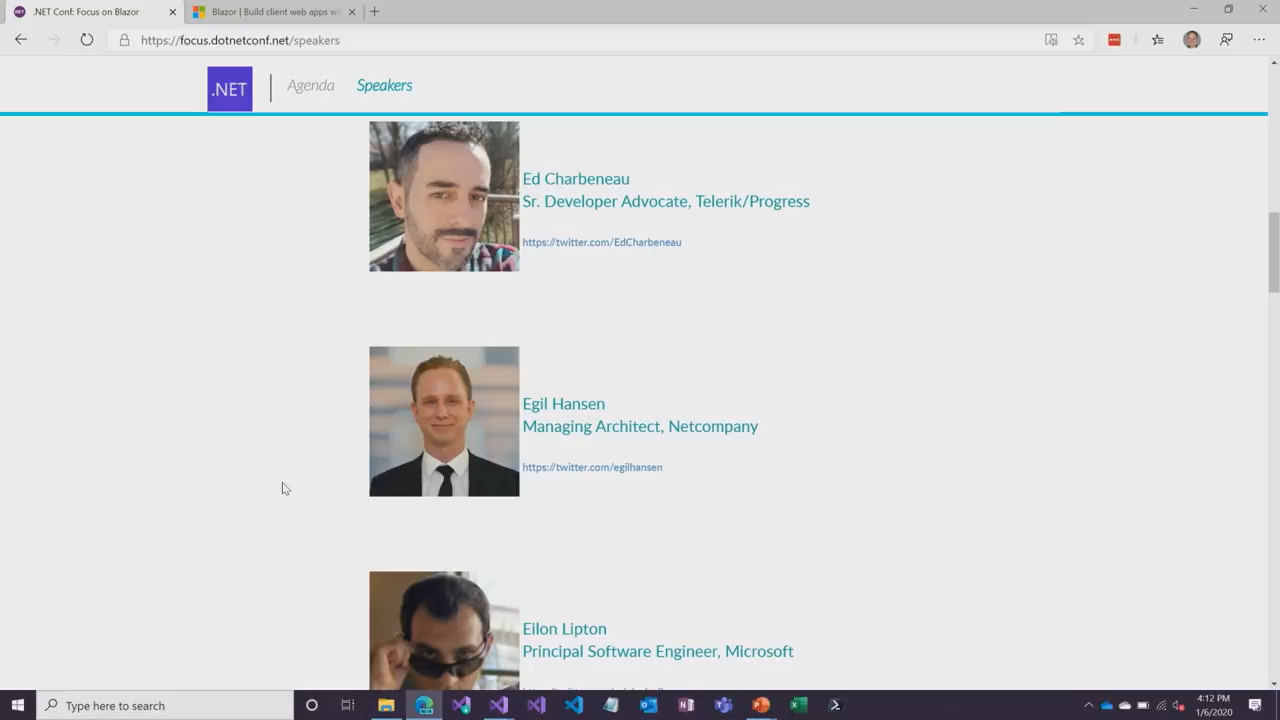 .NET Conf: Focus on Blazor
Blazor | Build client web apps w
https://focus.dotnetconf.net/speakers
.NET
Agenda
Speakers
Ed Charbeneau
Sr. Developer Advocate, Telerik/Progress
https://twitter.com/EdCharbeneau
Egil Hansen
Managing Architect, Netcompany
https://twitter.com/egilhansen
Eilon Lipton
Principal Software Engineer, Microsoft
Type here to search
4:12 PM
1/6/2020